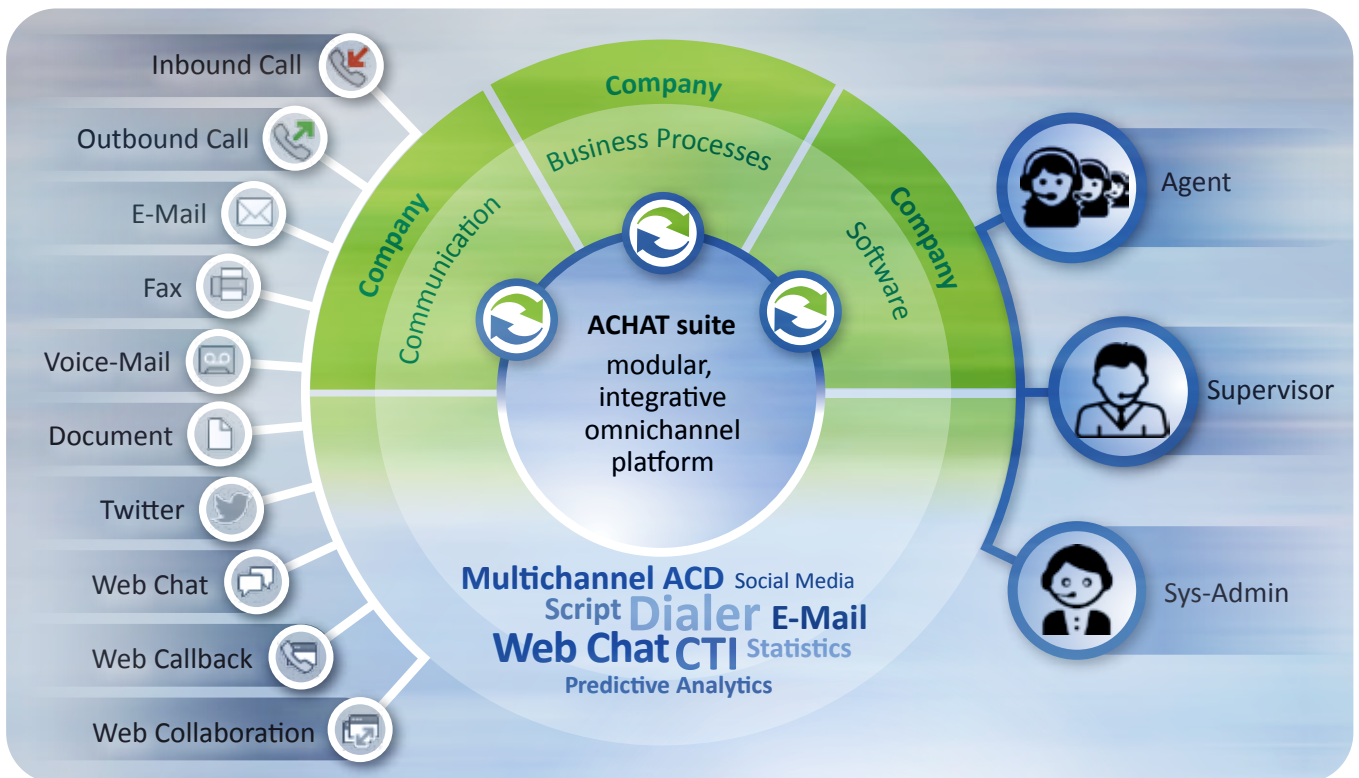 Inbound Call
Outbound Call
E-Mail
Fax
Voice-Mail
Document
Twitter
Web Chat
Web Callback
Web Collaboration
Company
Communication
Company
Business Processes
Company
Software
ACHAT suite
modular,
integrative
omnichannel
platform
Multichannel ACD Social Media
Script Dialer E-Mail
Web Chat CTI Statistics
Predictive Analytics
Agent
Supervisor
Sys-Admin